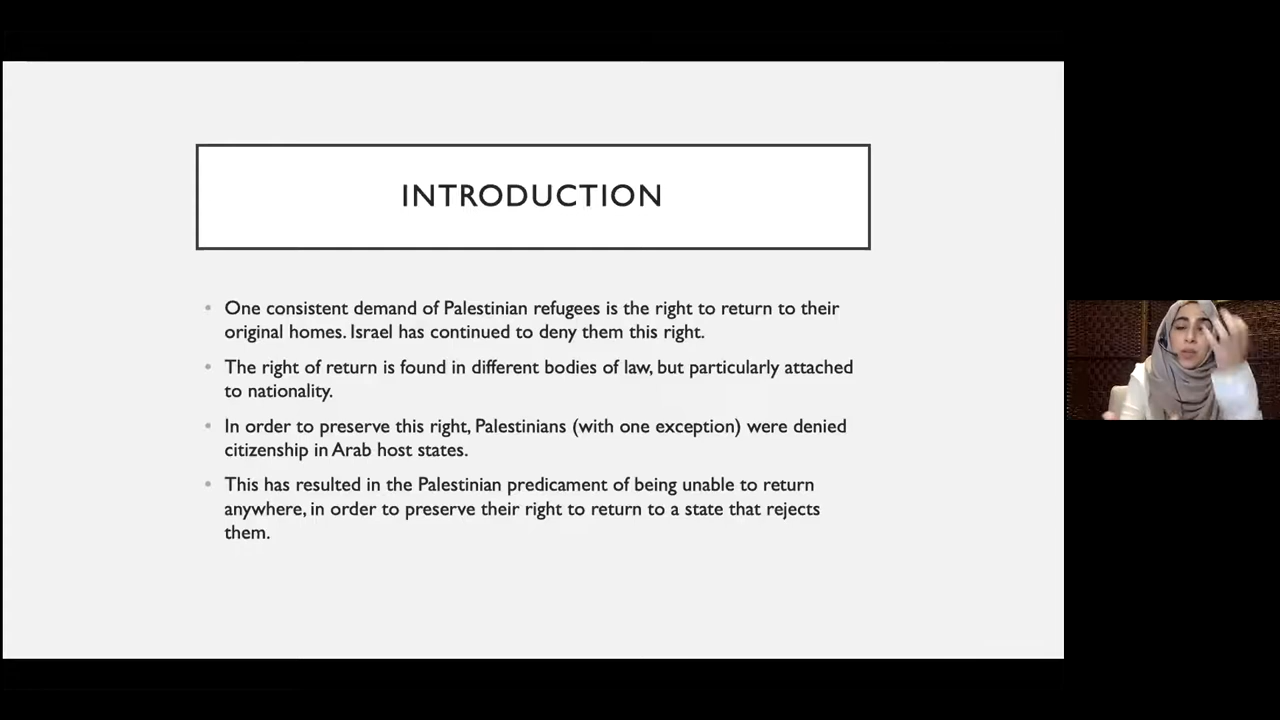 INTRODUCTION
One consistent demand of Palestinian refugees is the right to return to their
original homes. Israel has continued to deny them this right.
The right of return is found in different bodies of law, but particularly attached
to nationality.
In order to preserve this right, Palestinians (with one exception) were denied
citizenship in Arab host states.
This has resulted in the Palestinian predicament of being unable to return
anywhere, in order to preserve their right to return to a state that rejects
them.